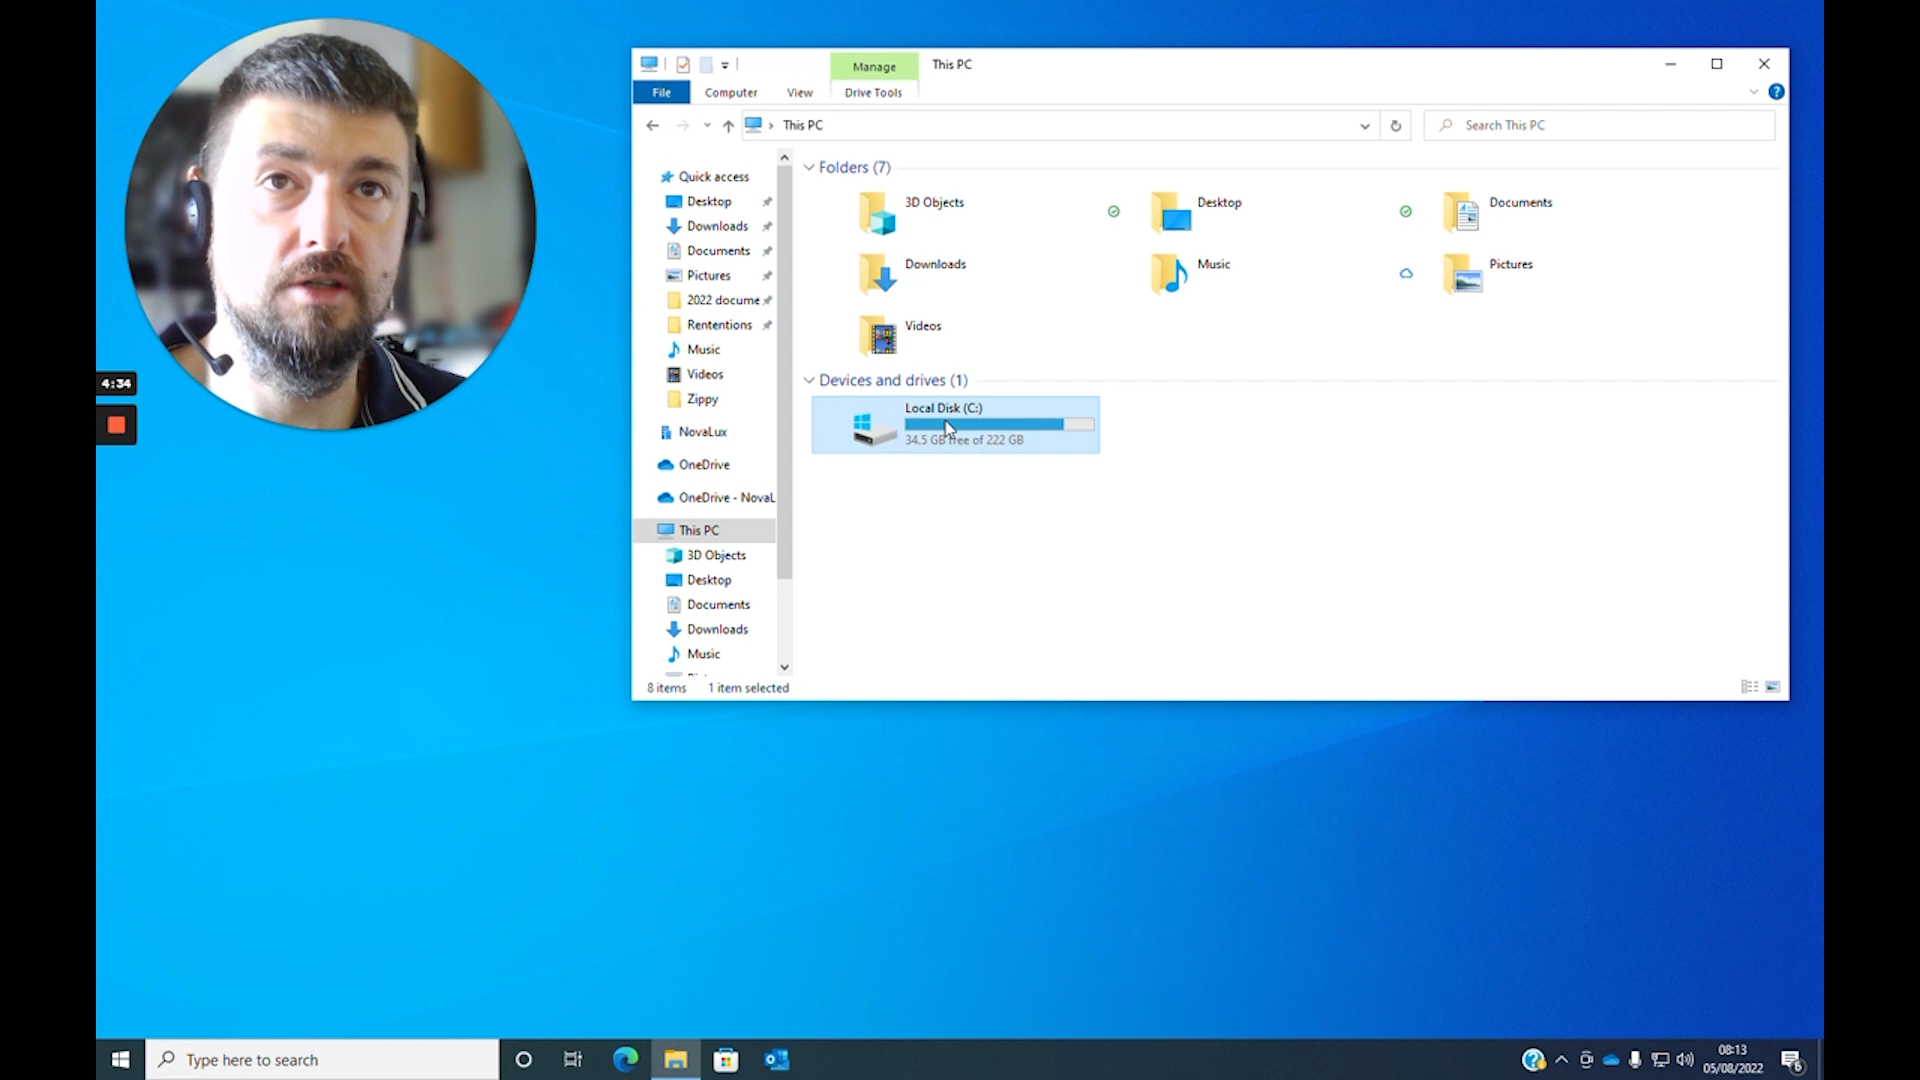 Manage
This PC
File
Computer
View
Drive Tools
This PC
Search This PC
Quick access
Desktop
Downloads
Documents
Pictures
2022 docume
Rententions
Music
Videos
Zippy
NovaLux
OneDrive
OneDrive - NovaL
This PC
3D Objects
Desktop
Documents
Downloads
Music
Folders (7)
3D Objects
Desktop
Documents
Downloads
Music
Pictures
Videos
Devices and drives (1)
Local Disk (C:)
34.5 GB free of 222 GB
8 items
1 item selected
4:34
Type here to search
08:13
05/08/2022
6